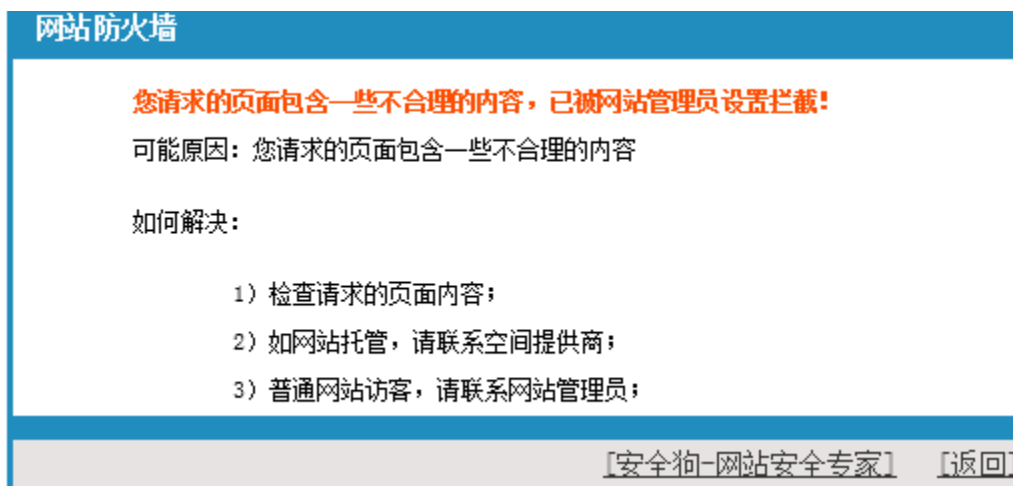 网站防火墙
您请求的页面包含一些不合理的内容，已被网站管理员设置拦截！
可能原因：您请求的页面包含一些不合理的内容
如何解决：
1）检查请求的页面内容；
2）如网站托管，请联系空间提供商；
3）普通网站访客，请联系网站管理员；
[安全狗-网站安全专家] [返回]